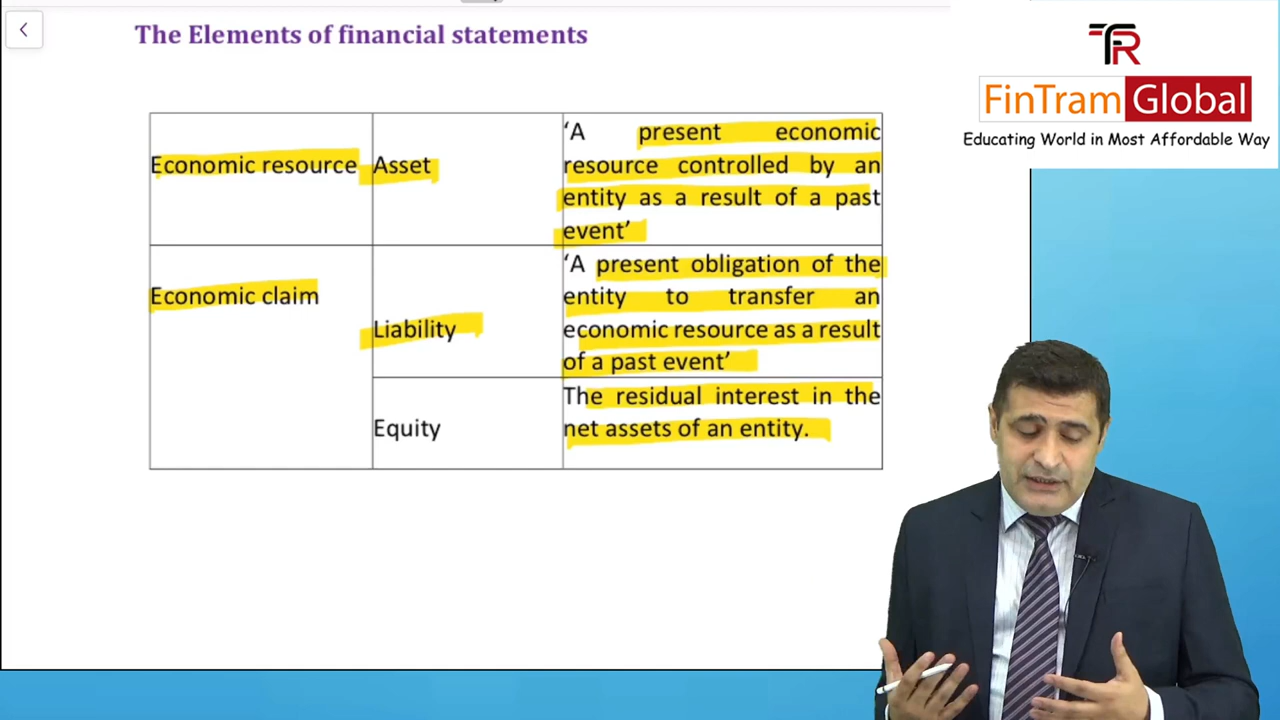 The Elements of financial statements
TR
FinTram Global
Educating World in Most Affordable Way
Economic resource
Asset
‘A present economic
resource controlled by an
entity as a result of a past
event’
Economic claim
Liability
‘A present obligation of the
entity to transfer an
economic resource as a result
of a past event’
Equity
The residual interest in the
net assets of an entity.